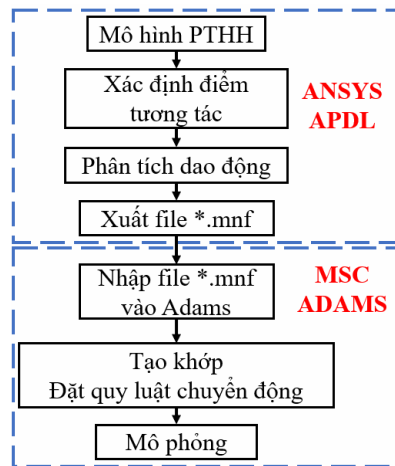 Mô hình PTHH
Xác định điểm
tương tác
ANSYS
APDL
Phân tích dao động
Xuất file *.mnf
Nhập file *.mnf
vào Adams
MSC
ADAMS
Tạo khớp
Đặt quy luật chuyển động
Mô phỏng